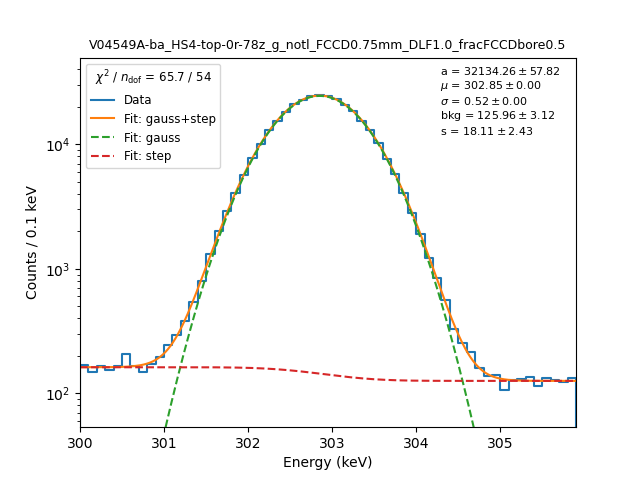 V04549A-ba_HS4-top-0r-78z_g_notl_FCCD0.75mm_DLF1.0_fracFCCDbore0.5
χ² / n_dof = 65.7 / 54
Data
Fit: gauss+step
Fit: gauss
Fit: step
a = 32134.26 ± 57.82
μ = 302.85 ± 0.00
σ = 0.52 ± 0.00
bkg = 125.96 ± 3.12
s = 18.11 ± 2.43
Counts / 0.1 keV
10⁴
10³
10²
300 301 302 303 304 305
Energy (keV)